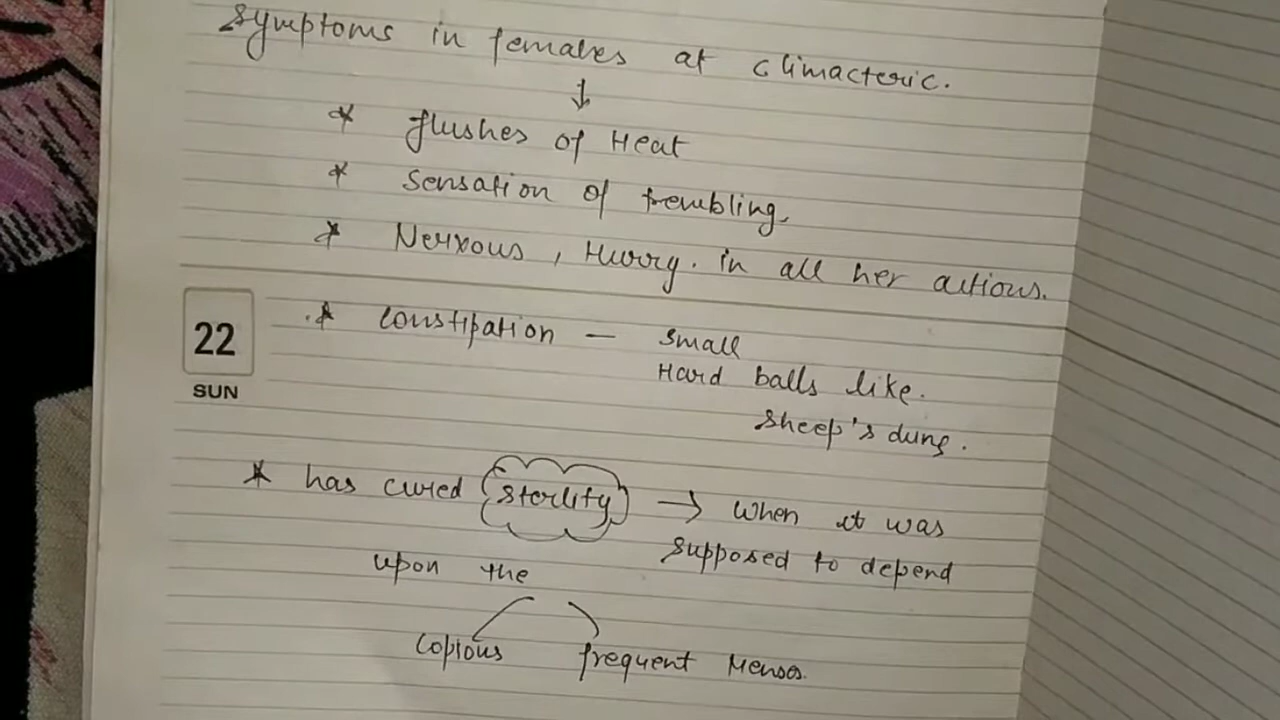 Symptoms in females at climacteric.
↓
* flushes of Heat
* Sensation of trembling,
* Nervous, Hurry. in all her actions.
* Constipation — Small
Hard balls like.
Sheep's dung.
22
SUN
* has cured sterlity → when it was
supposed to depend
upon the
Copious frequent Menses.